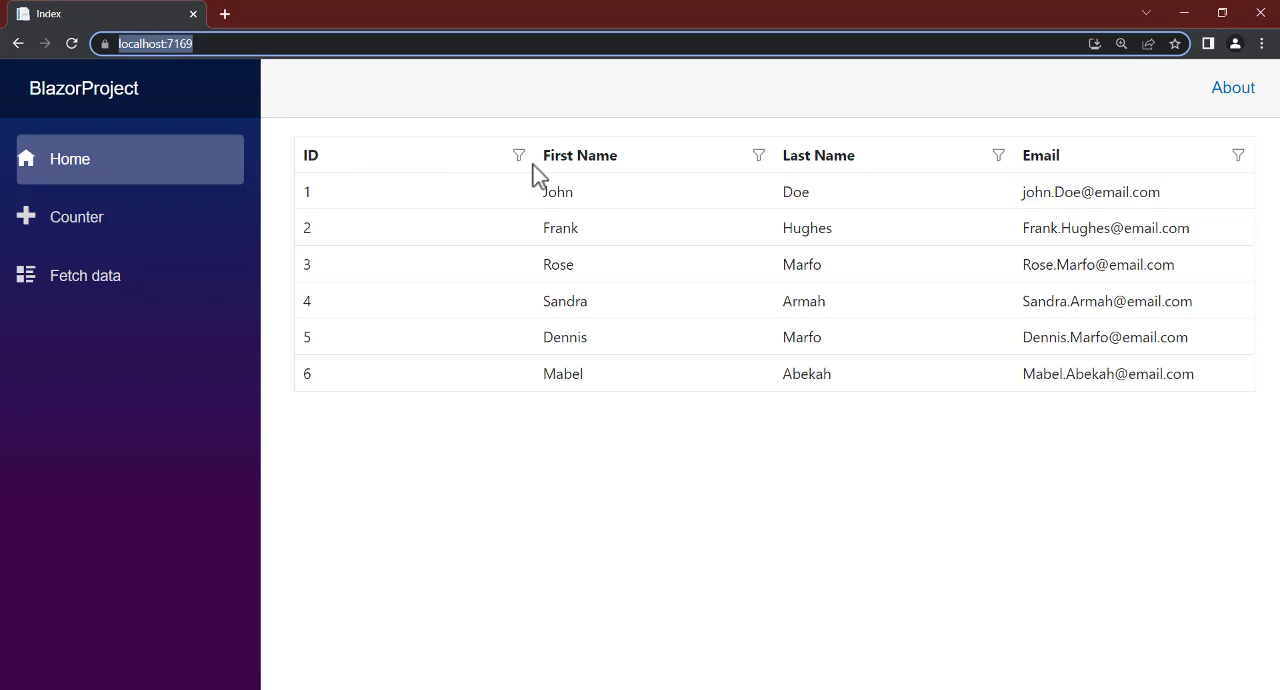 Index
localhost:7169
BlazorProject
About
Home
Counter
Fetch data
ID First Name Last Name Email
1 John Doe john.Doe@email.com
2 Frank Hughes Frank.Hughes@email.com
3 Rose Marfo Rose.Marfo@email.com
4 Sandra Armah Sandra.Armah@email.com
5 Dennis Marfo Dennis.Marfo@email.com
6 Mabel Abekah Mabel.Abekah@email.com